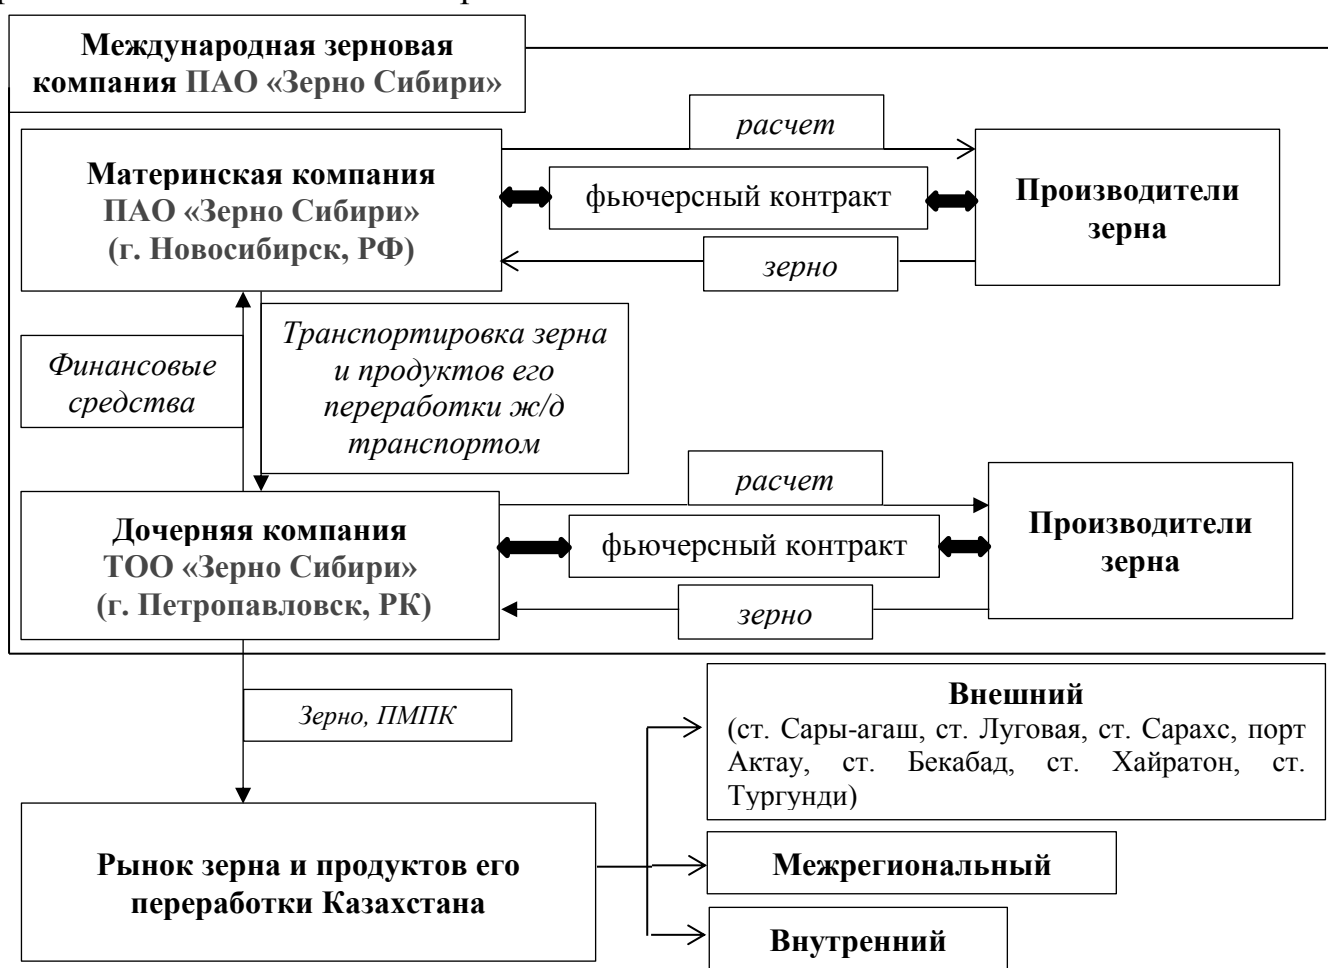 Международная зерновая
компания ПАО «Зерно Сибири»
расчет
Материнская компания
ПАО «Зерно Сибири»
(г. Новосибирск, РФ)
фьючерсный контракт
Производители
зерна
зерно
Финансовые
средства
Транспортировка зерна
и продуктов его
переработки ж/д
транспортом
расчет
Дочерняя компания
ТОО «Зерно Сибири»
(г. Петропавловск, РК)
фьючерсный контракт
Производители
зерна
зерно
Зерно, ПМПК
Внешний
(ст. Сары-агаш, ст. Луговая, ст. Сарахс, порт
Актау, ст. Бекабад, ст. Хайратон, ст.
Тургунди)
Рынок зерна и продуктов его
переработки Казахстана
Межрегиональный
Внутренний